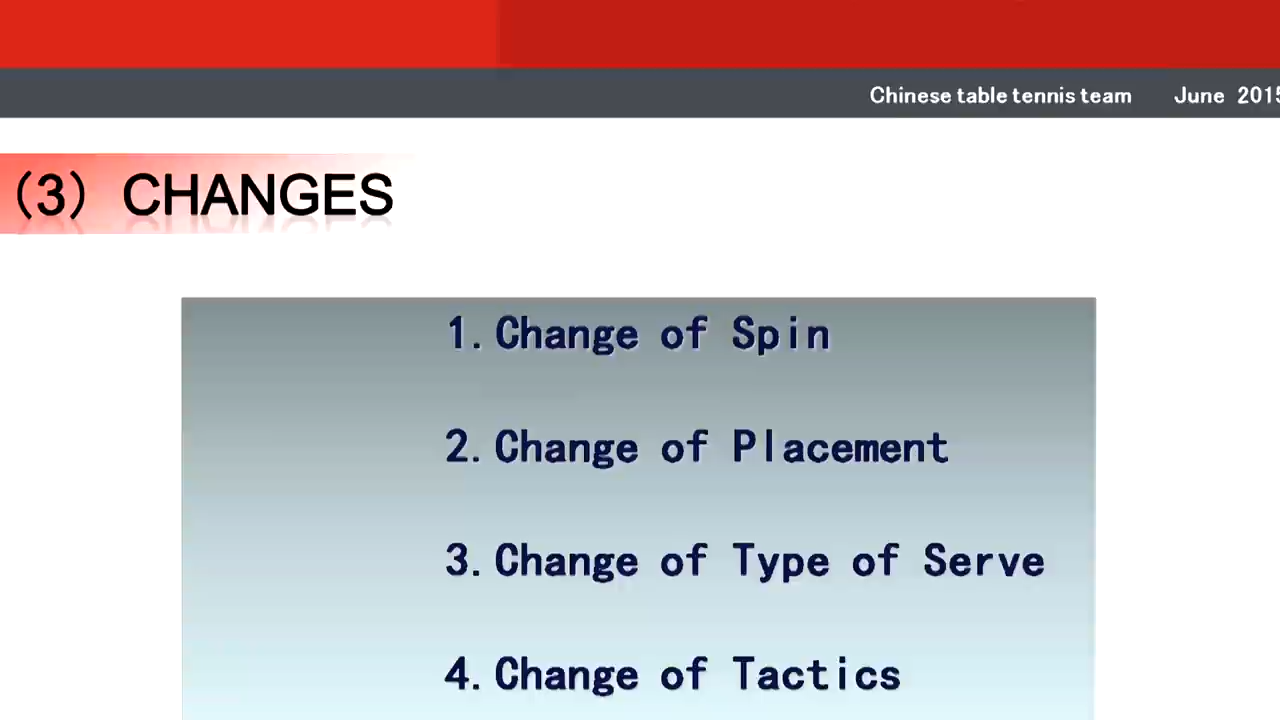 Chinese table tennis team June 2015
（3）CHANGES
1.Change of Spin
2.Change of Placement
3.Change of Type of Serve
4.Change of Tactics